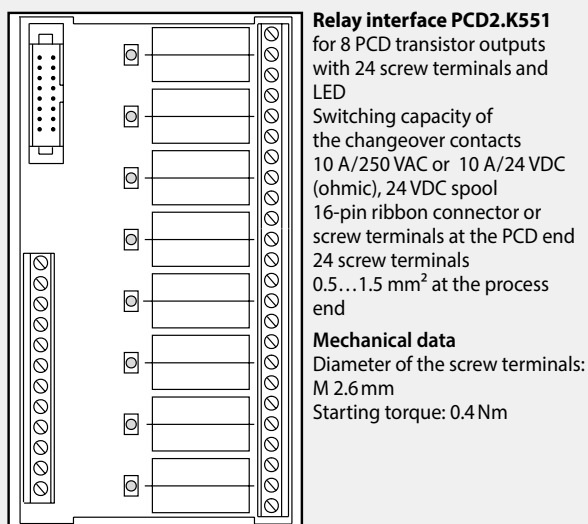 Relay interface PCD2.K551
for 8 PCD transistor outputs
with 24 screw terminals and
LED
Switching capacity of
the changeover contacts
10 A/250 VAC or 10 A/24 VDC
(ohmic), 24 VDC spool
16-pin ribbon connector or
screw terminals at the PCD end
24 screw terminals
0.5…1.5 mm² at the process
end
Mechanical data
Diameter of the screw terminals:
M 2.6 mm
Starting torque: 0.4 Nm